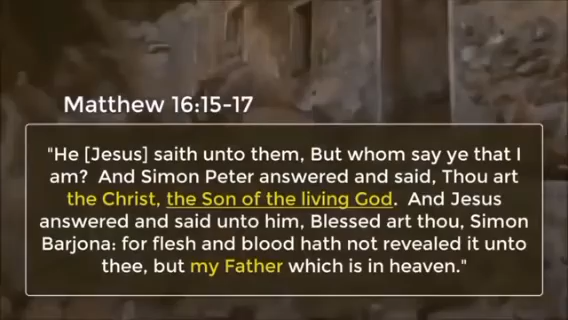 Matthew 16:15-17
"He [Jesus] saith unto them, But whom say ye that I
am?  And Simon Peter answered and said, Thou art
the Christ, the Son of the living God.  And Jesus
answered and said unto him, Blessed art thou, Simon
Barjona: for flesh and blood hath not revealed it unto
thee, but my Father which is in heaven."